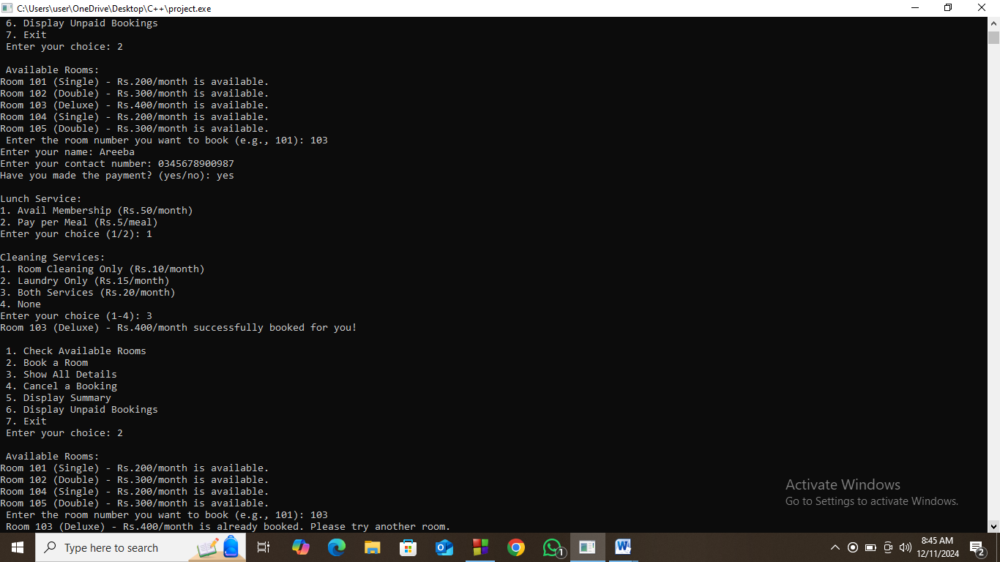 C:\Users\user\OneDrive\Desktop\C++\project.exe
6. Display Unpaid Bookings
7. Exit
Enter your choice: 2
Available Rooms:
Room 101 (Single) - Rs.200/month is available.
Room 102 (Double) - Rs.300/month is available.
Room 103 (Deluxe) - Rs.400/month is available.
Room 104 (Single) - Rs.200/month is available.
Room 105 (Double) - Rs.300/month is available.
Enter the room number you want to book (e.g., 101): 103
Enter your name: Areeba
Enter your contact number: 0345678900987
Have you made the payment? (yes/no): yes
Lunch Service:
1. Avail Membership (Rs.50/month)
2. Pay per Meal (Rs.5/meal)
Enter your choice (1/2): 1
Cleaning Services:
1. Room Cleaning Only (Rs.10/month)
2. Laundry Only (Rs.15/month)
3. Both Services (Rs.20/month)
4. None
Enter your choice (1-4): 3
Room 103 (Deluxe) - Rs.400/month successfully booked for you!
1. Check Available Rooms
2. Book a Room
3. Show All Details
4. Cancel a Booking
5. Display Summary
6. Display Unpaid Bookings
7. Exit
Enter your choice: 2
Available Rooms:
Room 101 (Single) - Rs.200/month is available.
Room 102 (Double) - Rs.300/month is available.
Room 104 (Single) - Rs.200/month is available.
Room 105 (Double) - Rs.300/month is available.
Enter the room number you want to book (e.g., 101): 103
Room 103 (Deluxe) - Rs.400/month is already booked. Please try another room.
Activate Windows
Go to Settings to activate Windows.
Type here to search
1
W
8:45 AM
12/11/2024
2